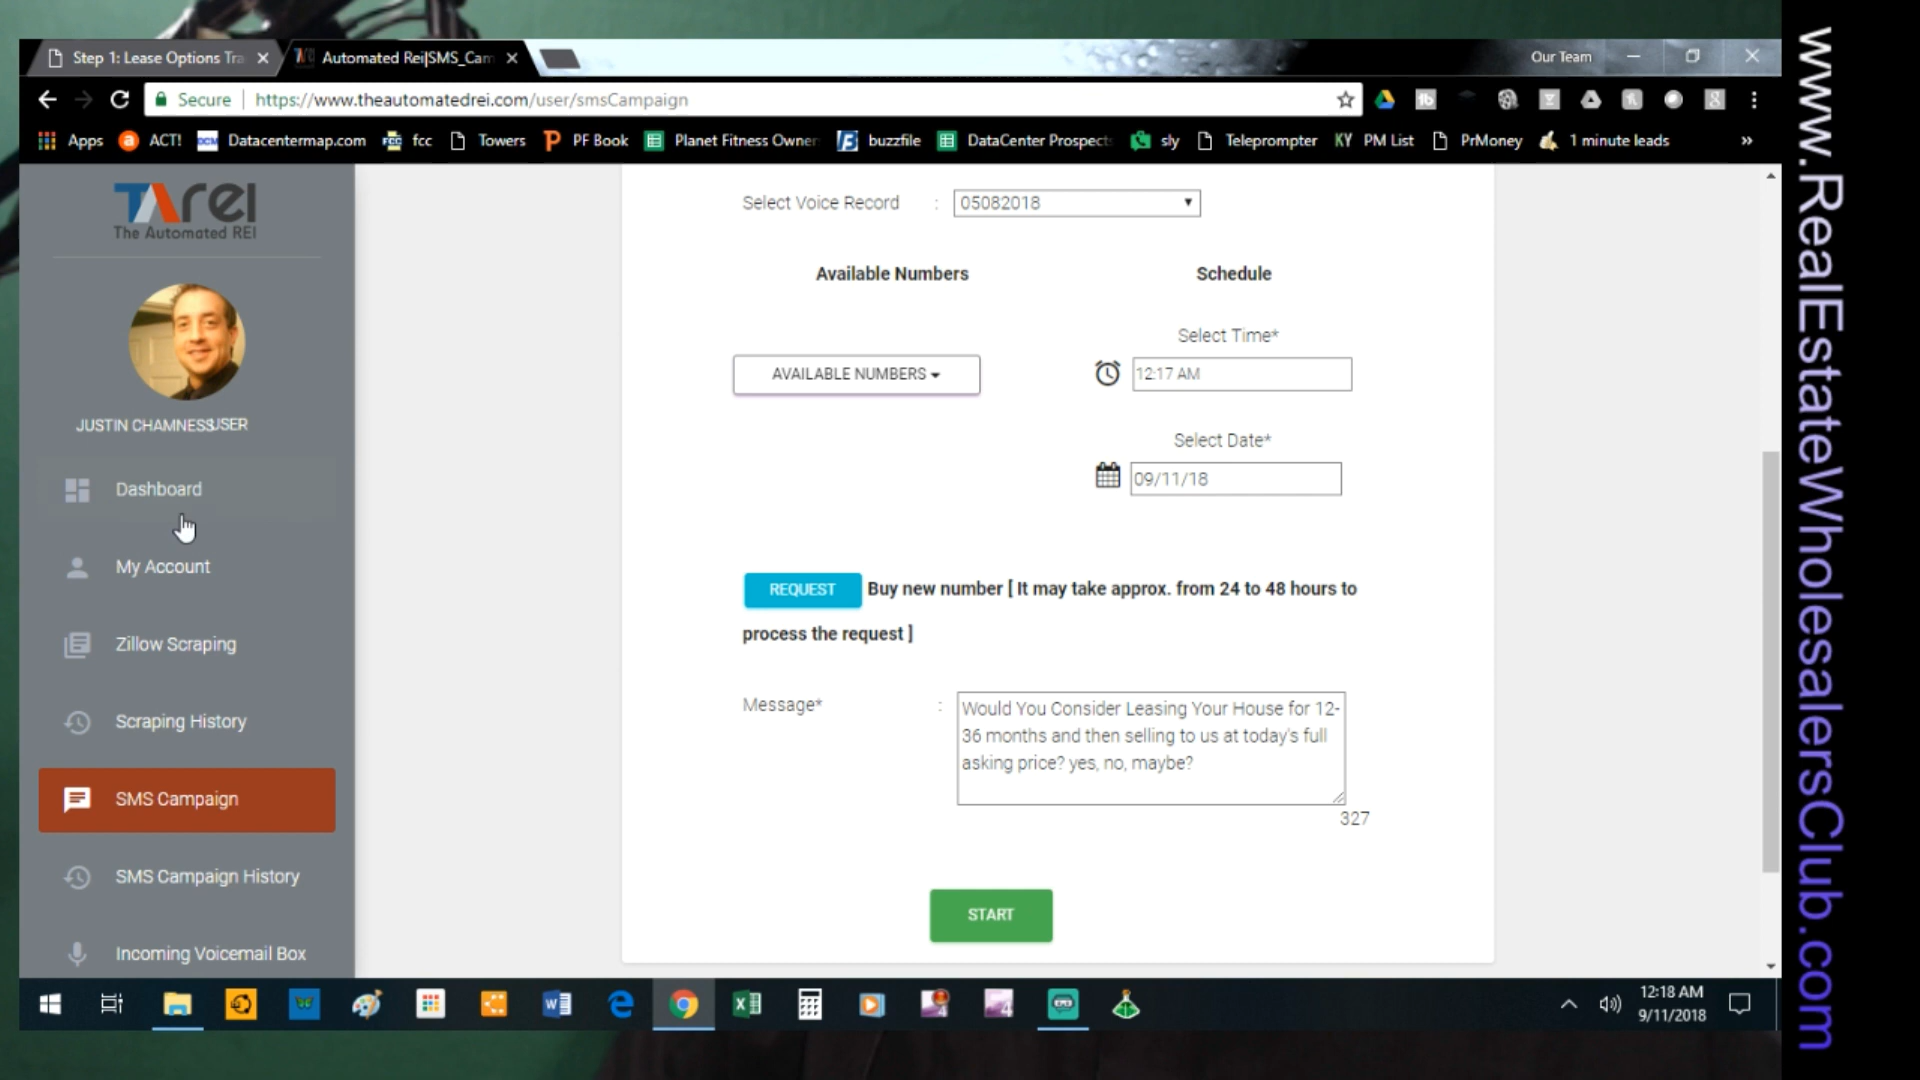 Step 1: Lease Options Tra
Automated Rei|SMS_Cam
Our Team
Secure
https://www.theautomatedrei.com/user/smsCampaign
Apps
ACT!
Datacentermap.com
fcc
Towers
PF Book
Planet Fitness Owner
buzzfile
DataCenter Prospects
sly
Teleprompter
KY PM List
PrMoney
1 minute leads
»
TArei
The Automated REI
JUSTIN CHAMNESS
USER
Dashboard
My Account
Zillow Scraping
Scraping History
SMS Campaign
SMS Campaign History
Incoming Voicemail Box
Select Voice Record : 05082018
Available Numbers
Schedule
Select Time*
AVAILABLE NUMBERS
12:17 AM
Select Date*
09/11/18
REQUEST Buy new number [ It may take approx. from 24 to 48 hours to
process the request ]
Message* :
Would You Consider Leasing Your House for 12-
36 months and then selling to us at today's full
asking price? yes, no, maybe?
327
START
12:18 AM
9/11/2018
www.RealEstateWholesalersClub.com